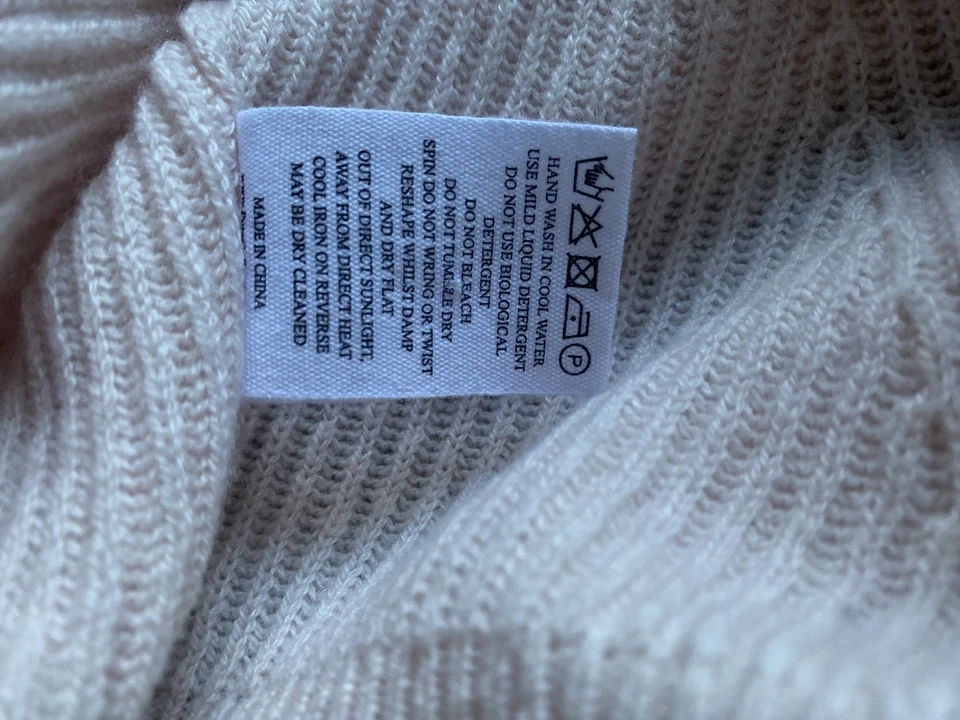 P
HAND WASH IN COOL WATER
USE MILD LIQUID DETERGENT
DO NOT USE BIOLOGICAL
DETERGENT
DO NOT BLEACH
DO NOT TUMBLE DRY
SPIN DO NOT WRING OR TWIST
RESHAPE WHILST DAMP
AND DRY FLAT
OUT OF DIRECT SUNLIGHT,
AWAY FROM DIRECT HEAT
COOL IRON ON REVERSE
MAY BE DRY CLEANED
MADE IN CHINA